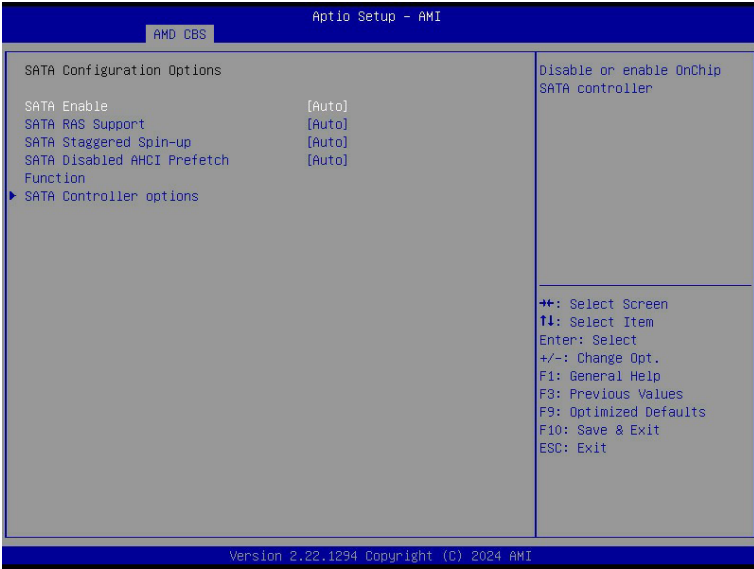 Aptio Setup – AMI
AMD CBS
SATA Configuration Options
SATA Enable [Auto]
SATA RAS Support [Auto]
SATA Staggered Spin-up [Auto]
SATA Disabled AHCI Prefetch Function [Auto]
SATA Controller options
Disable or enable OnChip
SATA controller
→←: Select Screen
↑↓: Select Item
Enter: Select
+/-: Change Opt.
F1: General Help
F3: Previous Values
F9: Optimized Defaults
F10: Save & Exit
ESC: Exit
Version 2.22.1294 Copyright (C) 2024 AMI